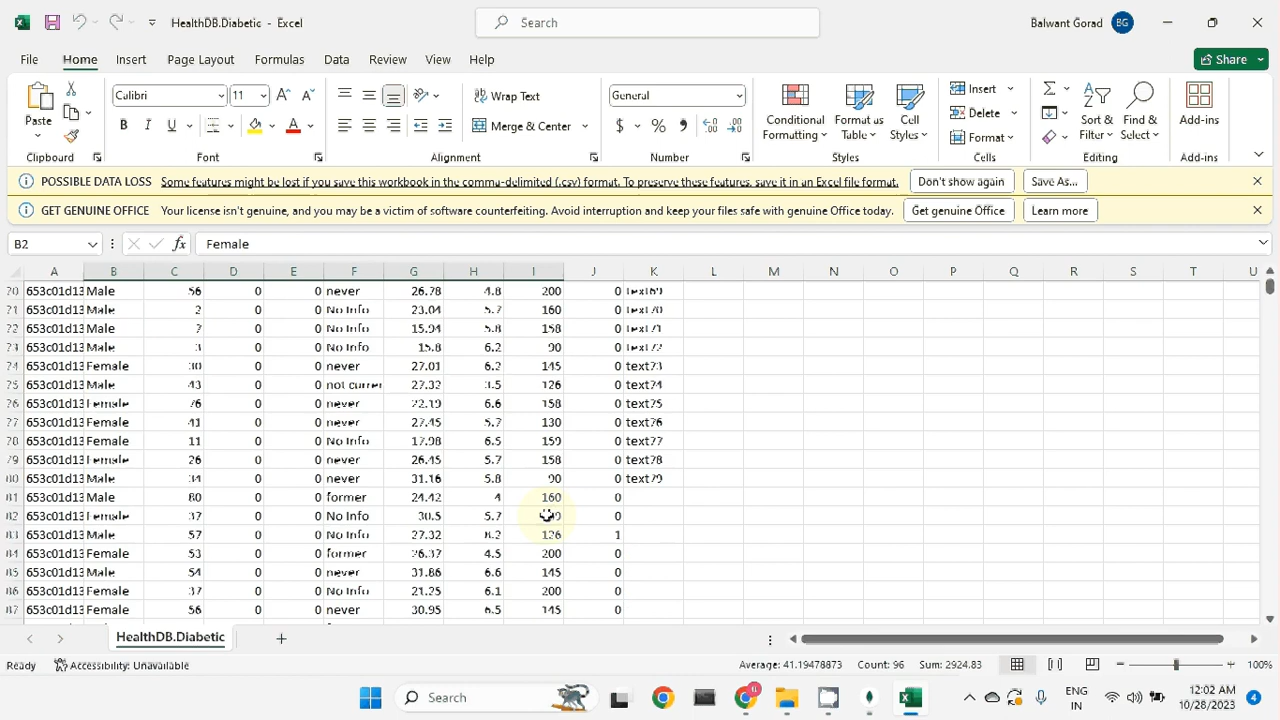 HealthDB.Diabetic - Excel
Search
Balwant Gorad BG
File Home Insert Page Layout Formulas Data Review View Help
Share
Paste
Clipboard
Calibri 11
B I U
Font
Wrap Text
Merge & Center
Alignment
General
$ %
Number
Conditional Formatting
Format as Table
Cell Styles
Styles
Insert
Delete
Format
Cells
Sort & Filter
Find & Select
Editing
Add-ins
Add-ins
POSSIBLE DATA LOSS Some features might be lost if you save this workbook in the comma-delimited (.csv) format. To preserve these features, save it in an Excel file format. Don't show again Save As...
GET GENUINE OFFICE Your license isn't genuine, and you may be a victim of software counterfeiting. Avoid interruption and keep your files safe with genuine Office today. Get genuine Office Learn more
B2 fx Female
A B C D E F G H I J K L M N O P Q R S T U
70 653c01d13 Male 56 0 0 never 26.78 4.8 200 0 text69
71 653c01d13 Male 2 0 0 No Info 23.04 5.7 160 0 text70
72 653c01d13 Male 7 0 0 No Info 15.94 5.8 158 0 text71
73 653c01d13 Male 3 0 0 No Info 15.8 6.2 90 0 text72
74 653c01d13 Female 30 0 0 never 27.01 6.2 145 0 text73
75 653c01d13 Male 43 0 0 not curren 27.32 3.5 126 0 text74
76 653c01d13 Female 76 0 0 never 22.19 6.6 158 0 text75
77 653c01d13 Female 41 0 0 never 27.45 5.7 130 0 text76
78 653c01d13 Female 11 0 0 No Info 17.98 6.5 159 0 text77
79 653c01d13 Female 26 0 0 never 26.45 5.7 158 0 text78
80 653c01d13 Male 34 0 0 never 31.16 5.8 90 0 text79
81 653c01d13 Male 80 0 0 former 24.42 4 160 0
82 653c01d13 Female 37 0 0 No Info 30.5 5.7 0
83 653c01d13 Male 57 0 0 No Info 27.32 8.2 126 1
84 653c01d13 Female 53 0 0 former 26.37 4.5 200 0
85 653c01d13 Male 54 0 0 never 31.86 6.6 145 0
86 653c01d13 Female 37 0 0 No Info 21.25 6.1 200 0
87 653c01d13 Female 56 0 0 never 30.95 6.5 145 0
HealthDB.Diabetic
Ready Accessibility: Unavailable Average: 41.19478873 Count: 96 Sum: 2924.83 100%
Search
ENG IN
12:02 AM
10/28/2023
4